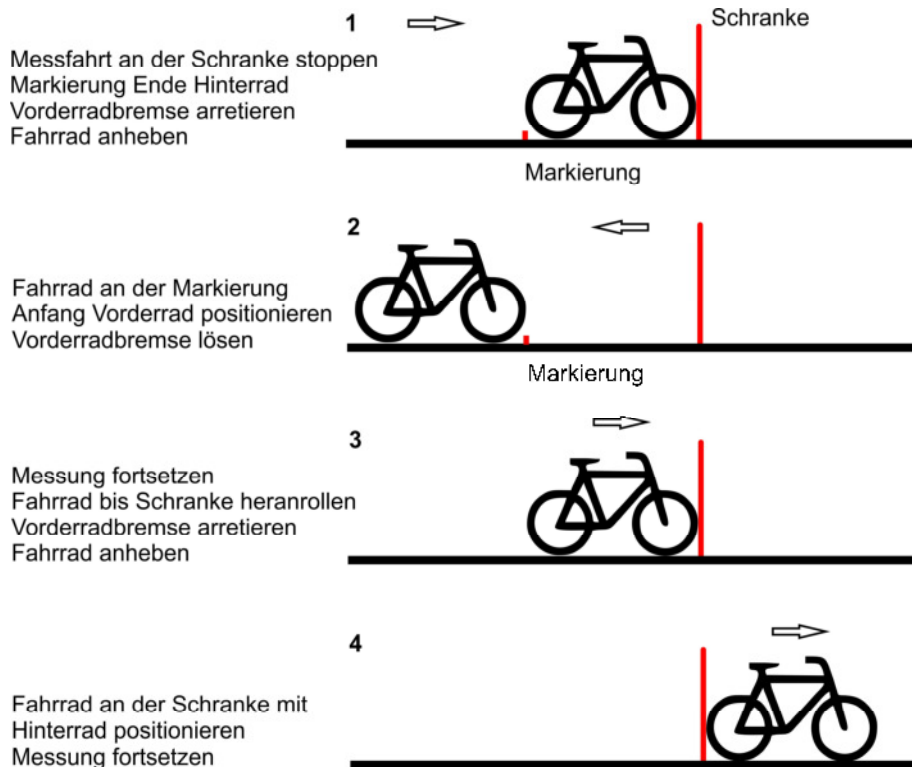 1
Schranke
Messfahrt an der Schranke stoppen
Markierung Ende Hinterrad
Vorderradbremse arretieren
Fahrrad anheben
Markierung
2
Fahrrad an der Markierung
Anfang Vorderrad positionieren
Vorderradbremse lösen
Markierung
3
Messung fortsetzen
Fahrrad bis Schranke heranrollen
Vorderradbremse arretieren
Fahrrad anheben
4
Fahrrad an der Schranke mit
Hinterrad positionieren
Messung fortsetzen